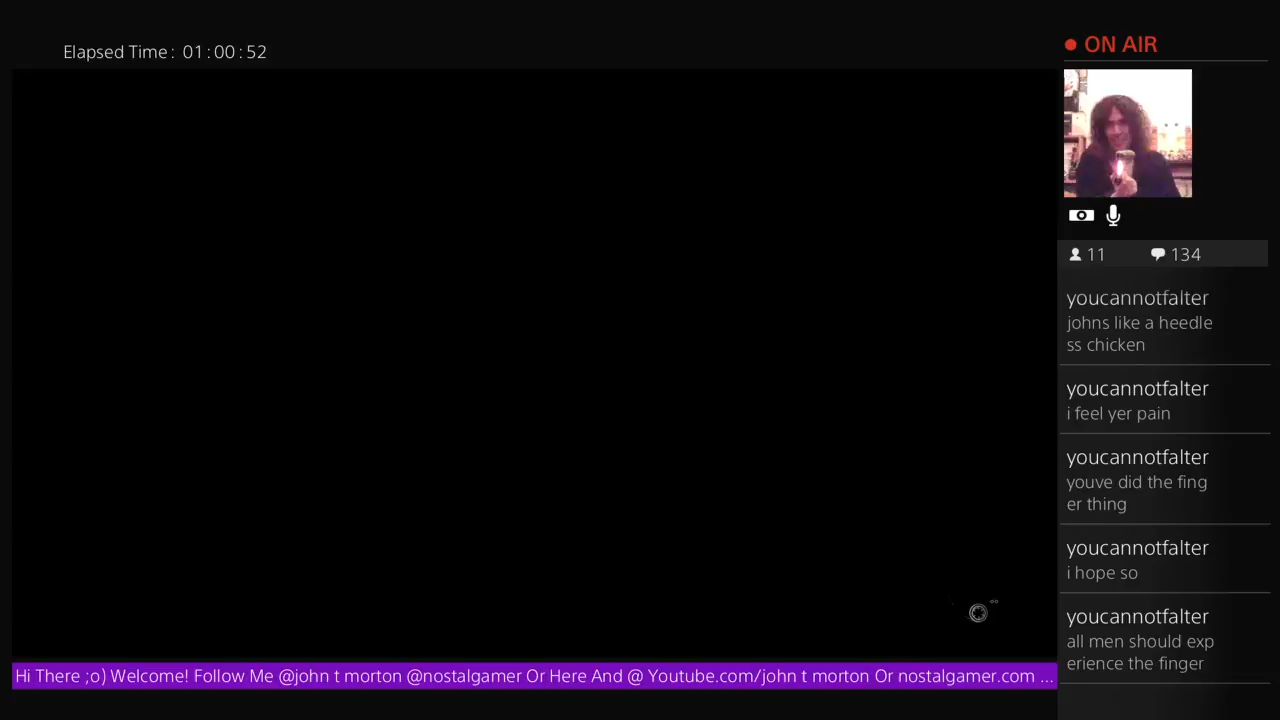 Elapsed Time: 01:00:52
ON AIR
11 134
youcannotfalter
johns like a heedle
ss chicken
youcannotfalter
i feel yer pain
youcannotfalter
youve did the fing
er thing
youcannotfalter
i hope so
youcannotfalter
all men should exp
erience the finger
Hi There ;o) Welcome! Follow Me @john t morton @nostalgamer Or Here And @ Youtube.com/john t morton Or nostalgamer.com ...